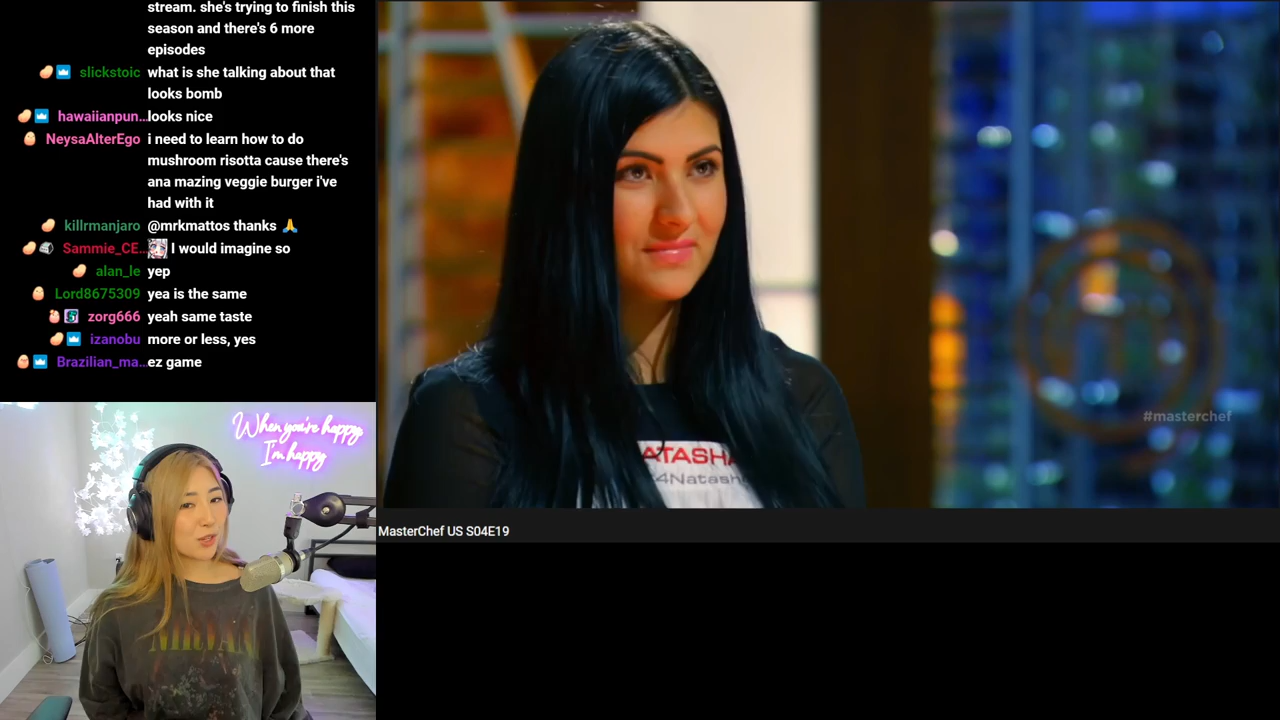 stream. she's trying to finish this
season and there's 6 more
episodes
slickstoic what is she talking about that
looks bomb
hawaiianpun... looks nice
NeysaAlterEgo i need to learn how to do
mushroom risotta cause there's
ana mazing veggie burger i've
had with it
killrmanjaro @mrkmattos thanks 🙏
Sammie_CE... I would imagine so
alan_le yep
Lord8675309 yea is the same
zorg666 yeah same taste
izanobu more or less, yes
Brazilian_ma... ez game
When you're happy
I'm happy
NIRVAN
ATASHA
4Natash
#masterchef
MasterChef US S04E19